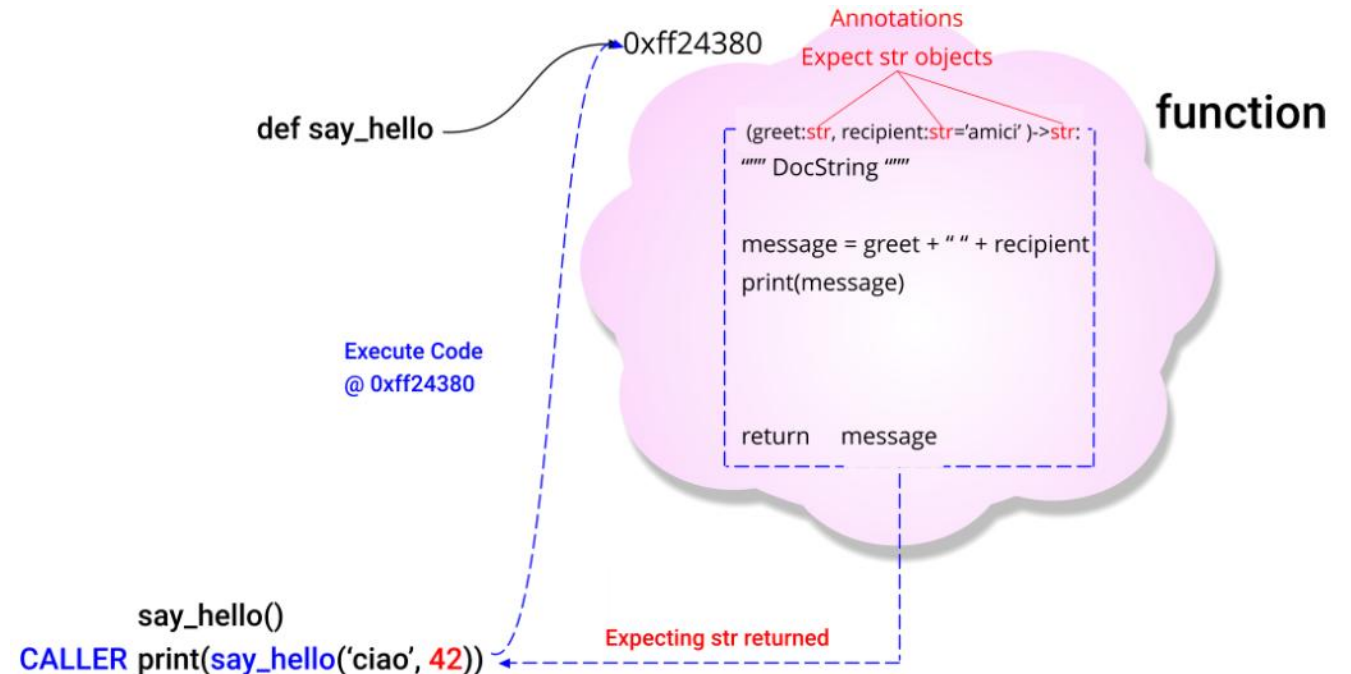 Annotations
0xff24380
Expect str objects
function
def say_hello
(greet:str, recipient:str=’amici’ )->str:
“”” DocString “””
message = greet + “ “ + recipient
print(message)
Execute Code
@ 0xff24380
return message
say_hello()
Expecting str returned
CALLER print(say_hello(‘ciao’, 42))